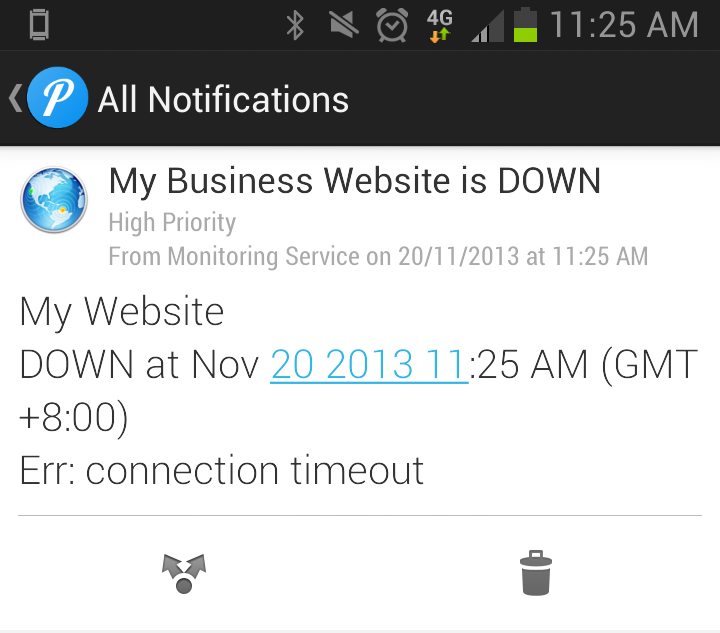 4G 11:25 AM
P All Notifications
My Business Website is DOWN
High Priority
From Monitoring Service on 20/11/2013 at 11:25 AM
My Website
DOWN at Nov 20 2013 11:25 AM (GMT
+8:00)
Err: connection timeout